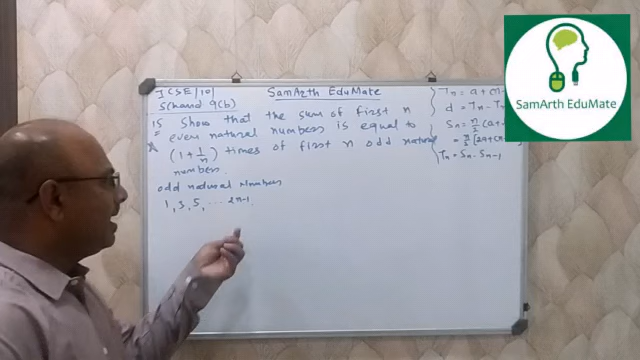 ICSE/10
SamArth EduMate
S Chand 9(b)
15 Show that the sum of first n
even natural numbers is equal to
(1+1/n) times of first n odd natural
numbers.
odd natural numbers
1, 3, 5, ... 2n-1.
Tn = a+(n-
d = Tn - Tn
Sn = n/2 (a+
= n/2 [2a+(n-
Tn = Sn - Sn-1
SamArth EduMate